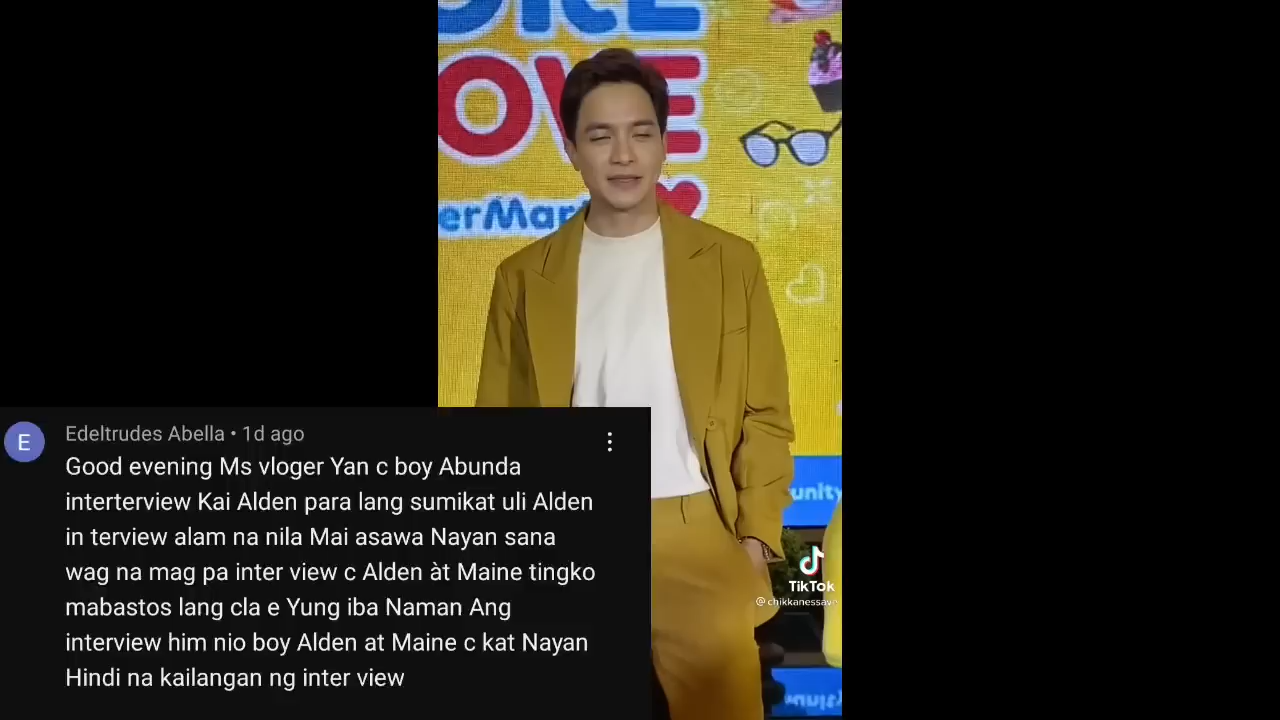 OVE
erMar
unity
TikTok
@chikkanessave
Edeltrudes Abella • 1d ago
Good evening Ms vloger Yan c boy Abunda
interterview Kai Alden para lang sumikat uli Alden
in terview alam na nila Mai asawa Nayan sana
wag na mag pa inter view c Alden àt Maine tingko
mabastos lang cla e Yung iba Naman Ang
interview him nio boy Alden at Maine c kat Nayan
Hindi na kailangan ng inter view
E